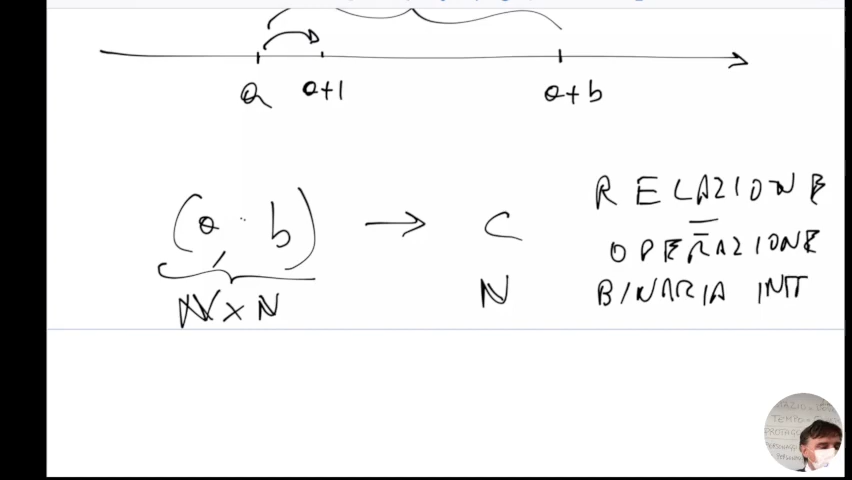 a a+1 a+b
(a, b) → c
N×N N
RELAZIONE
=
OPERAZIONE
BINARIA INT